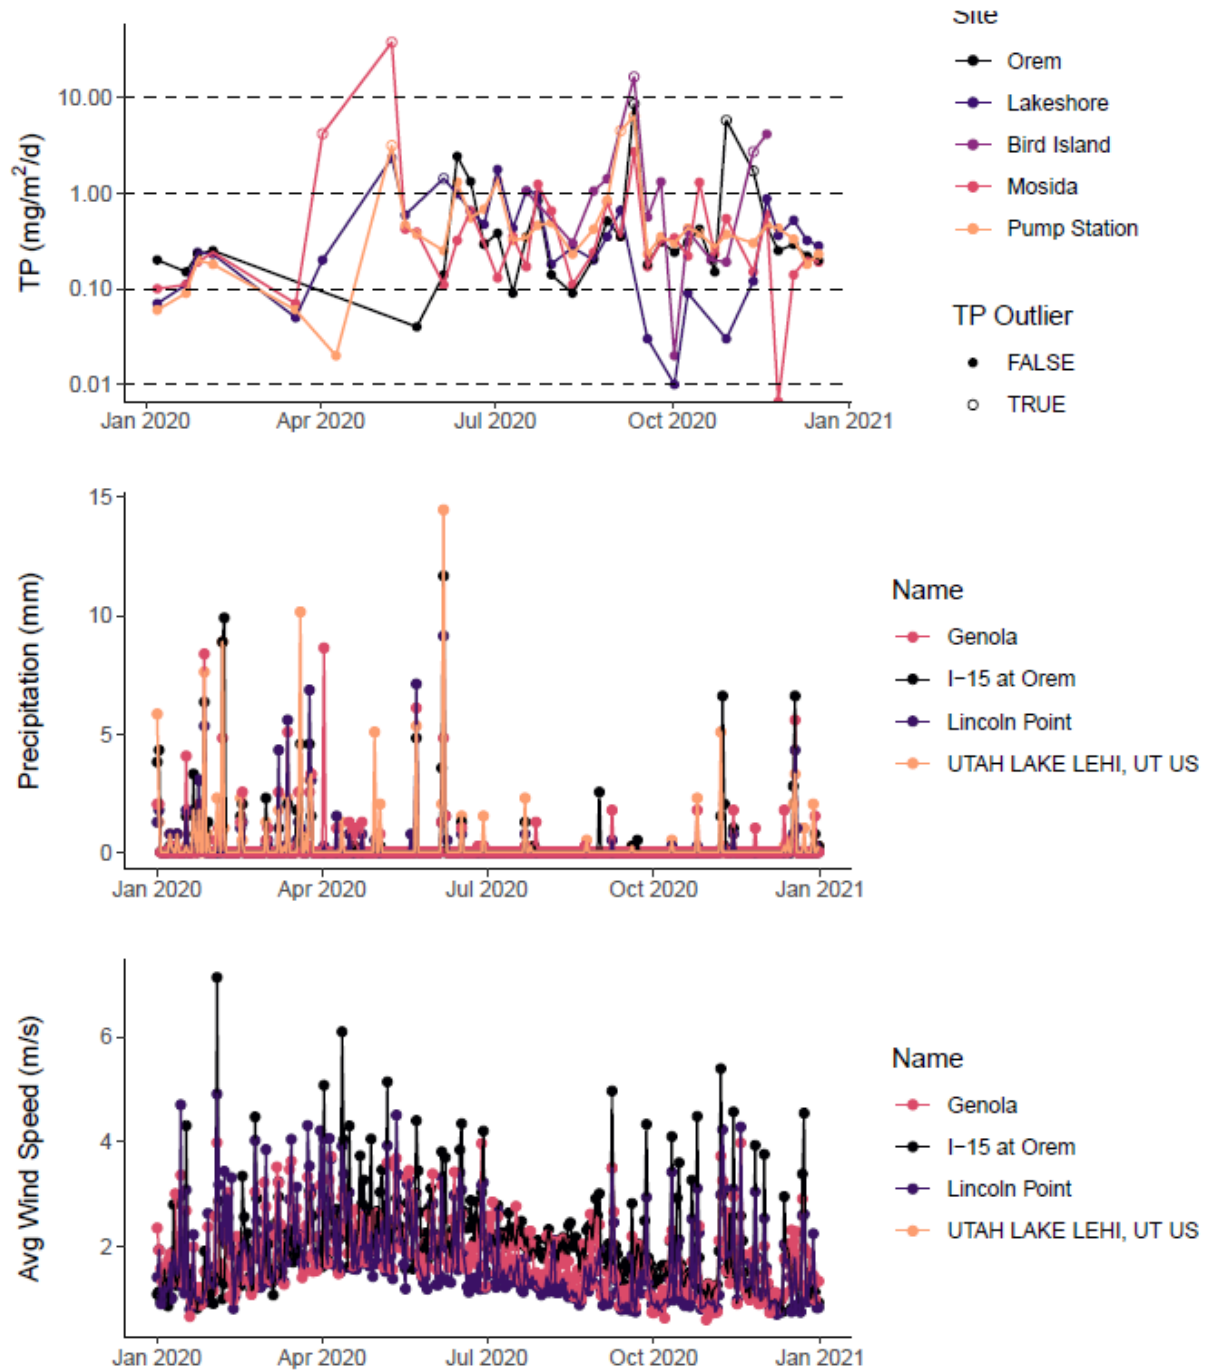 Site
Orem
Lakeshore
Bird Island
Mosida
Pump Station
TP Outlier
FALSE
TRUE
TP (mg/m²/d)
10.00
1.00
0.10
0.01
Jan 2020
Apr 2020
Jul 2020
Oct 2020
Jan 2021
Precipitation (mm)
15
10
5
0
Jan 2020
Apr 2020
Jul 2020
Oct 2020
Jan 2021
Name
Genola
I−15 at Orem
Lincoln Point
UTAH LAKE LEHI, UT US
Avg Wind Speed (m/s)
6
4
2
Jan 2020
Apr 2020
Jul 2020
Oct 2020
Jan 2021
Name
Genola
I−15 at Orem
Lincoln Point
UTAH LAKE LEHI, UT US